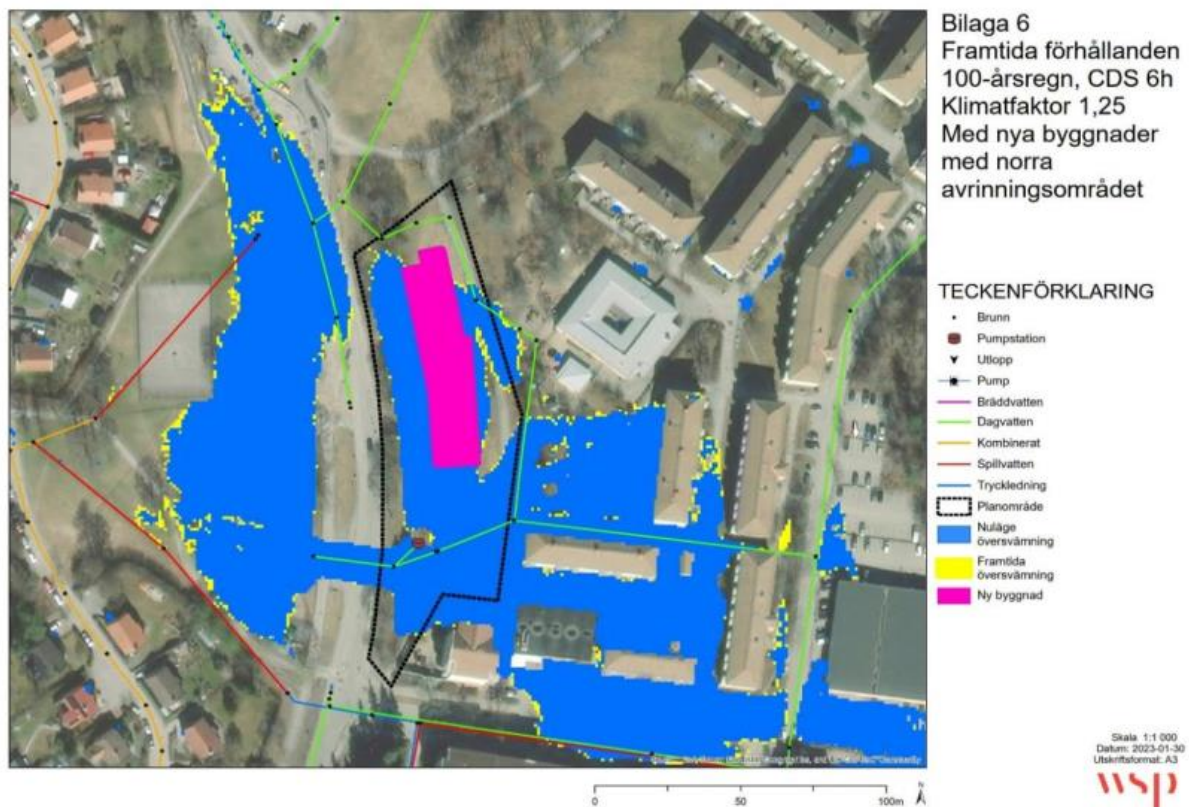 Bilaga 6
Framtida förhållanden
100-årsregn, CDS 6h
Klimatfaktor 1,25
Med nya byggnader
med norra
avrinningsområdet
TECKENFÖRKLARING
Brunn
Pumpstation
Utlopp
Pump
Bräddvatten
Dagvatten
Kombinerat
Spillvatten
Tryckledning
Planområde
Nuläge
översvämning
Framtida
översvämning
Ny byggnad
Skala 1:1 000
Datum: 2023-01-30
Utskriftsformat: A3
wsp
N
0 50 100m